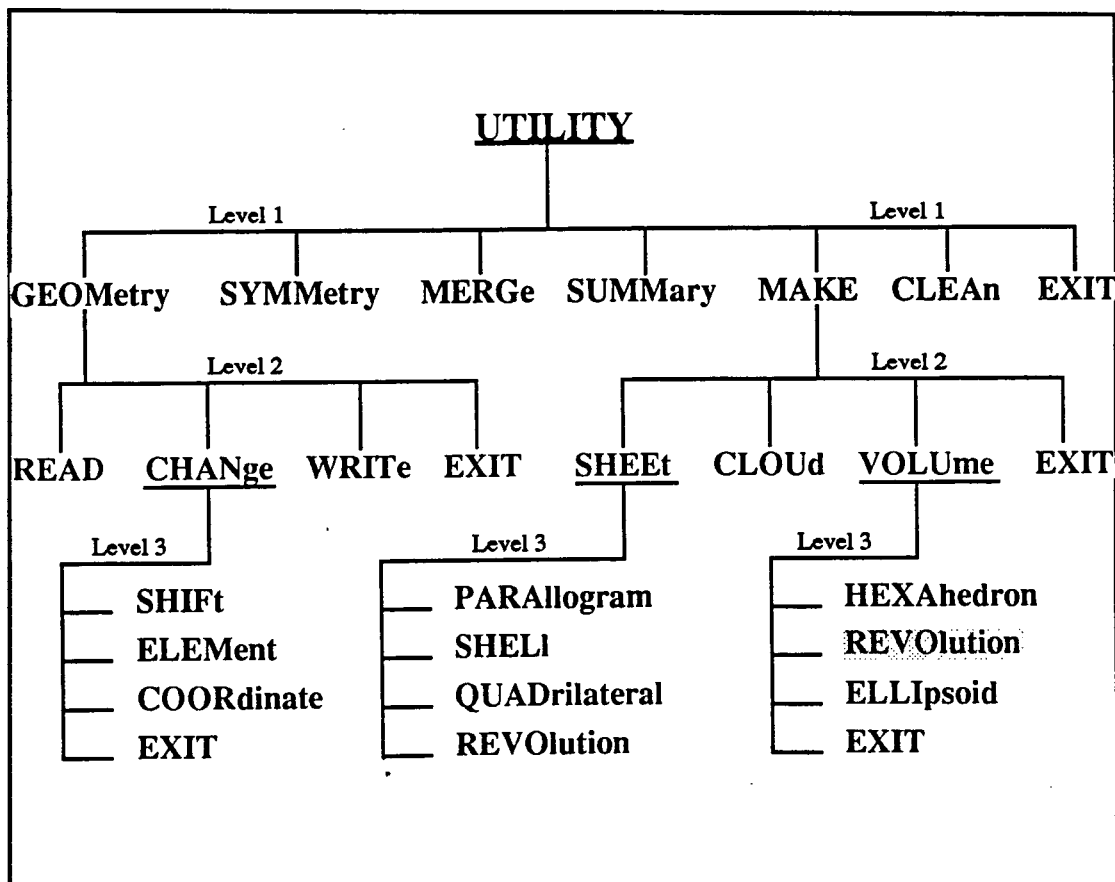 UTILITY
Level 1 Level 1
GEOMetry SYMMetry MERGe SUMMary MAKE CLEAn EXIT
Level 2 Level 2
READ CHANge WRITe EXIT SHEEt CLOUd VOLUme EXIT
Level 3 Level 3 Level 3
SHIFt PARAllogram HEXAhedron
ELEMent SHELl REVOlution
COORdinate QUADrilateral ELLIpsoid
EXIT REVOlution EXIT